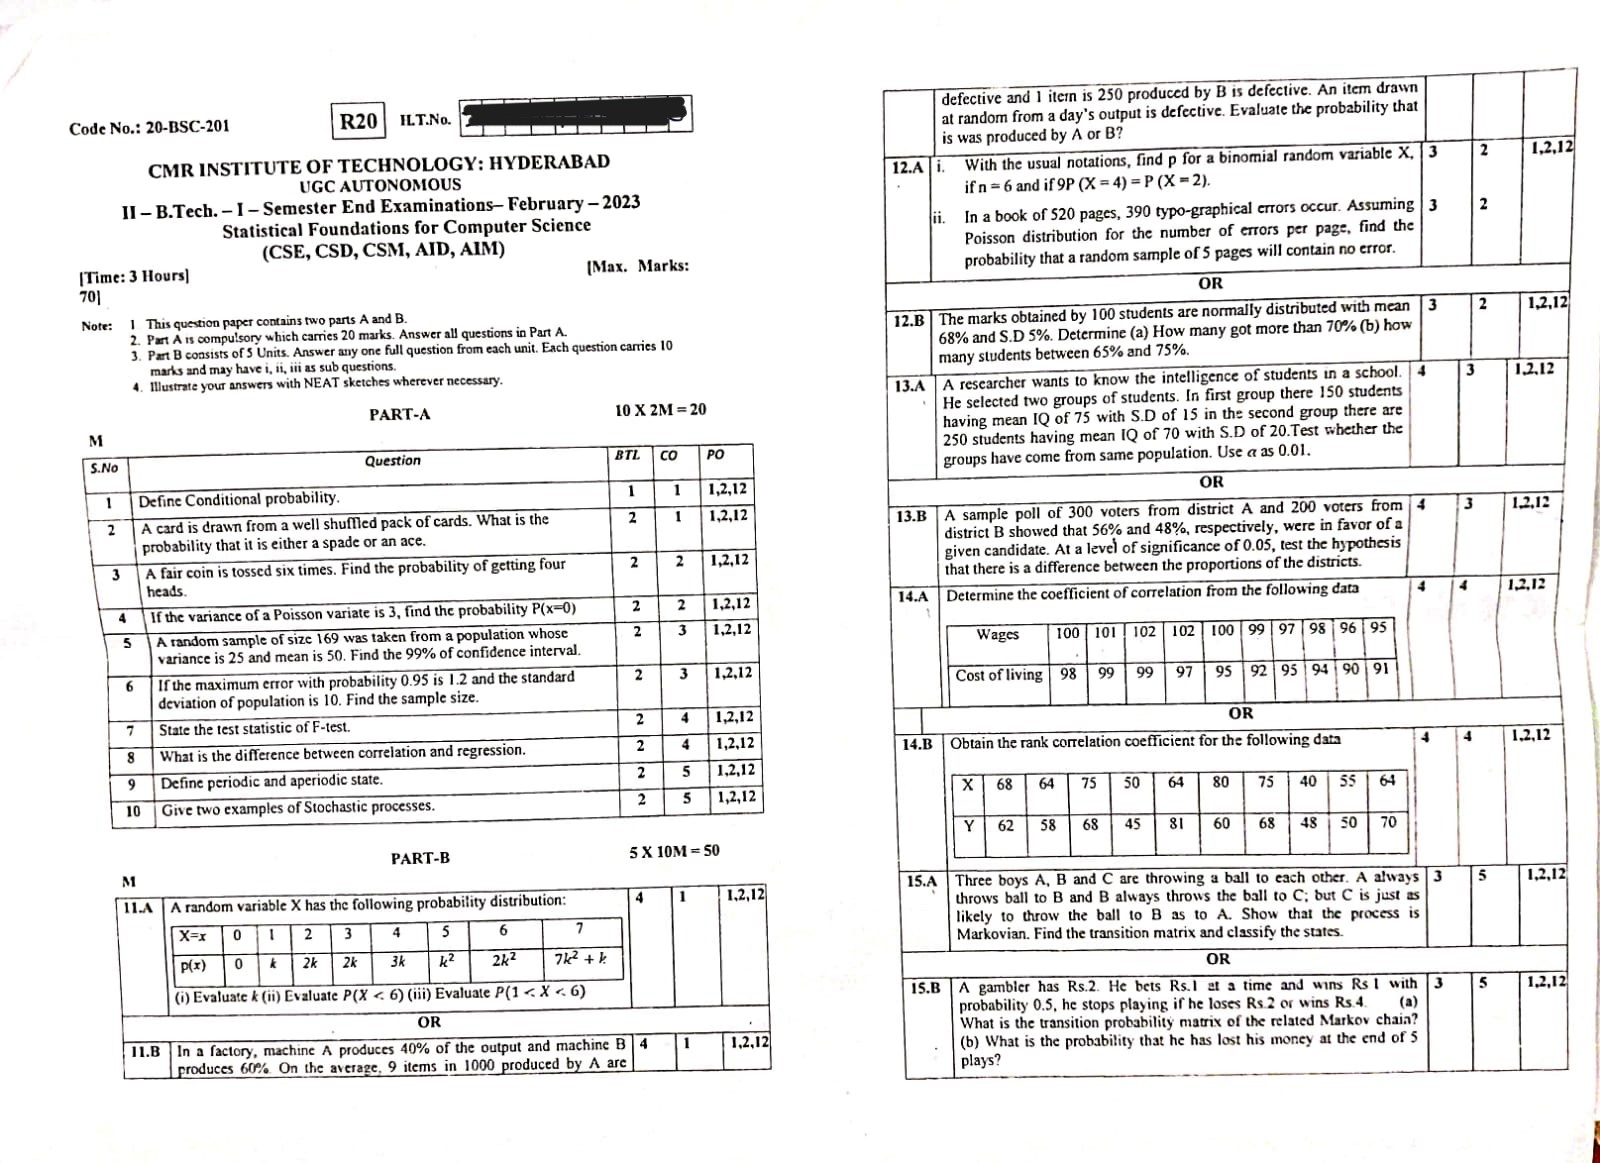 Code No.: 20-BSC-201
R20
H.T.No.
CMR INSTITUTE OF TECHNOLOGY: HYDERABAD
UGC AUTONOMOUS
II – B.Tech. – I – Semester End Examinations– February – 2023
Statistical Foundations for Computer Science
(CSE, CSD, CSM, AID, AIM)
[Time: 3 Hours]
[Max. Marks:
70]
Note: 1 This question paper contains two parts A and B.
2. Part A is compulsory which carries 20 marks. Answer all questions in Part A.
3. Part B consists of 5 Units. Answer any one full question from each unit. Each question carries 10
marks and may have i, ii, iii as sub questions.
4. Illustrate your answers with NEAT sketches wherever necessary.
PART-A
10 X 2M = 20
M
S.No Question BTL CO PO
1 Define Conditional probability. 1 1 1,2,12
2 A card is drawn from a well shuffled pack of cards. What is the 2 1 1,2,12
probability that it is either a spade or an ace.
3 A fair coin is tossed six times. Find the probability of getting four 2 2 1,2,12
heads.
4 If the variance of a Poisson variate is 3, find the probability P(x=0) 2 2 1,2,12
5 A random sample of size 169 was taken from a population whose 2 3 1,2,12
variance is 25 and mean is 50. Find the 99% of confidence interval.
6 If the maximum error with probability 0.95 is 1.2 and the standard 2 3 1,2,12
deviation of population is 10. Find the sample size.
7 State the test statistic of F-test. 2 4 1,2,12
8 What is the difference between correlation and regression. 2 4 1,2,12
9 Define periodic and aperiodic state. 2 5 1,2,12
10 Give two examples of Stochastic processes. 2 5 1,2,12
PART-B
5 X 10M = 50
M
11.A A random variable X has the following probability distribution: 4 1 1,2,12
X=x 0 1 2 3 4 5 6 7
p(x) 0 k 2k 2k 3k k² 2k² 7k² + k
(i) Evaluate k (ii) Evaluate P(X < 6) (iii) Evaluate P(1 < X < 6)
OR
11.B In a factory, machine A produces 40% of the output and machine B 4 1 1,2,12
produces 60%. On the average, 9 items in 1000 produced by A are
defective and 1 item is 250 produced by B is defective. An item drawn
at random from a day's output is defective. Evaluate the probability that
is was produced by A or B?
12.A i. With the usual notations, find p for a binomial random variable X, 3 2 1,2,12
if n = 6 and if 9P (X = 4) = P (X = 2).
ii. In a book of 520 pages, 390 typo-graphical errors occur. Assuming 3 2
Poisson distribution for the number of errors per page, find the
probability that a random sample of 5 pages will contain no error.
OR
12.B The marks obtained by 100 students are normally distributed with mean 3 2 1,2,12
68% and S.D 5%. Determine (a) How many got more than 70% (b) how
many students between 65% and 75%.
13.A A researcher wants to know the intelligence of students in a school. 4 3 1,2,12
He selected two groups of students. In first group there 150 students
having mean IQ of 75 with S.D of 15 in the second group there are
250 students having mean IQ of 70 with S.D of 20.Test whether the
groups have come from same population. Use α as 0.01.
OR
13.B A sample poll of 300 voters from district A and 200 voters from 4 3 1,2,12
district B showed that 56% and 48%, respectively, were in favor of a
given candidate. At a level of significance of 0.05, test the hypothesis
that there is a difference between the proportions of the districts.
14.A Determine the coefficient of correlation from the following data 4 4 1,2,12
Wages 100 101 102 102 100 99 97 98 96 95
Cost of living 98 99 99 97 95 92 95 94 90 91
OR
14.B Obtain the rank correlation coefficient for the following data 4 4 1,2,12
X 68 64 75 50 64 80 75 40 55 64
Y 62 58 68 45 81 60 68 48 50 70
15.A Three boys A, B and C are throwing a ball to each other. A always 3 5 1,2,12
throws ball to B and B always throws the ball to C; but C is just as
likely to throw the ball to B as to A. Show that the process is
Markovian. Find the transition matrix and classify the states.
OR
15.B A gambler has Rs.2. He bets Rs.1 at a time and wins Rs 1 with 3 5 1,2,12
probability 0.5, he stops playing if he loses Rs.2 or wins Rs.4. (a)
What is the transition probability matrix of the related Markov chain?
(b) What is the probability that he has lost his money at the end of 5
plays?